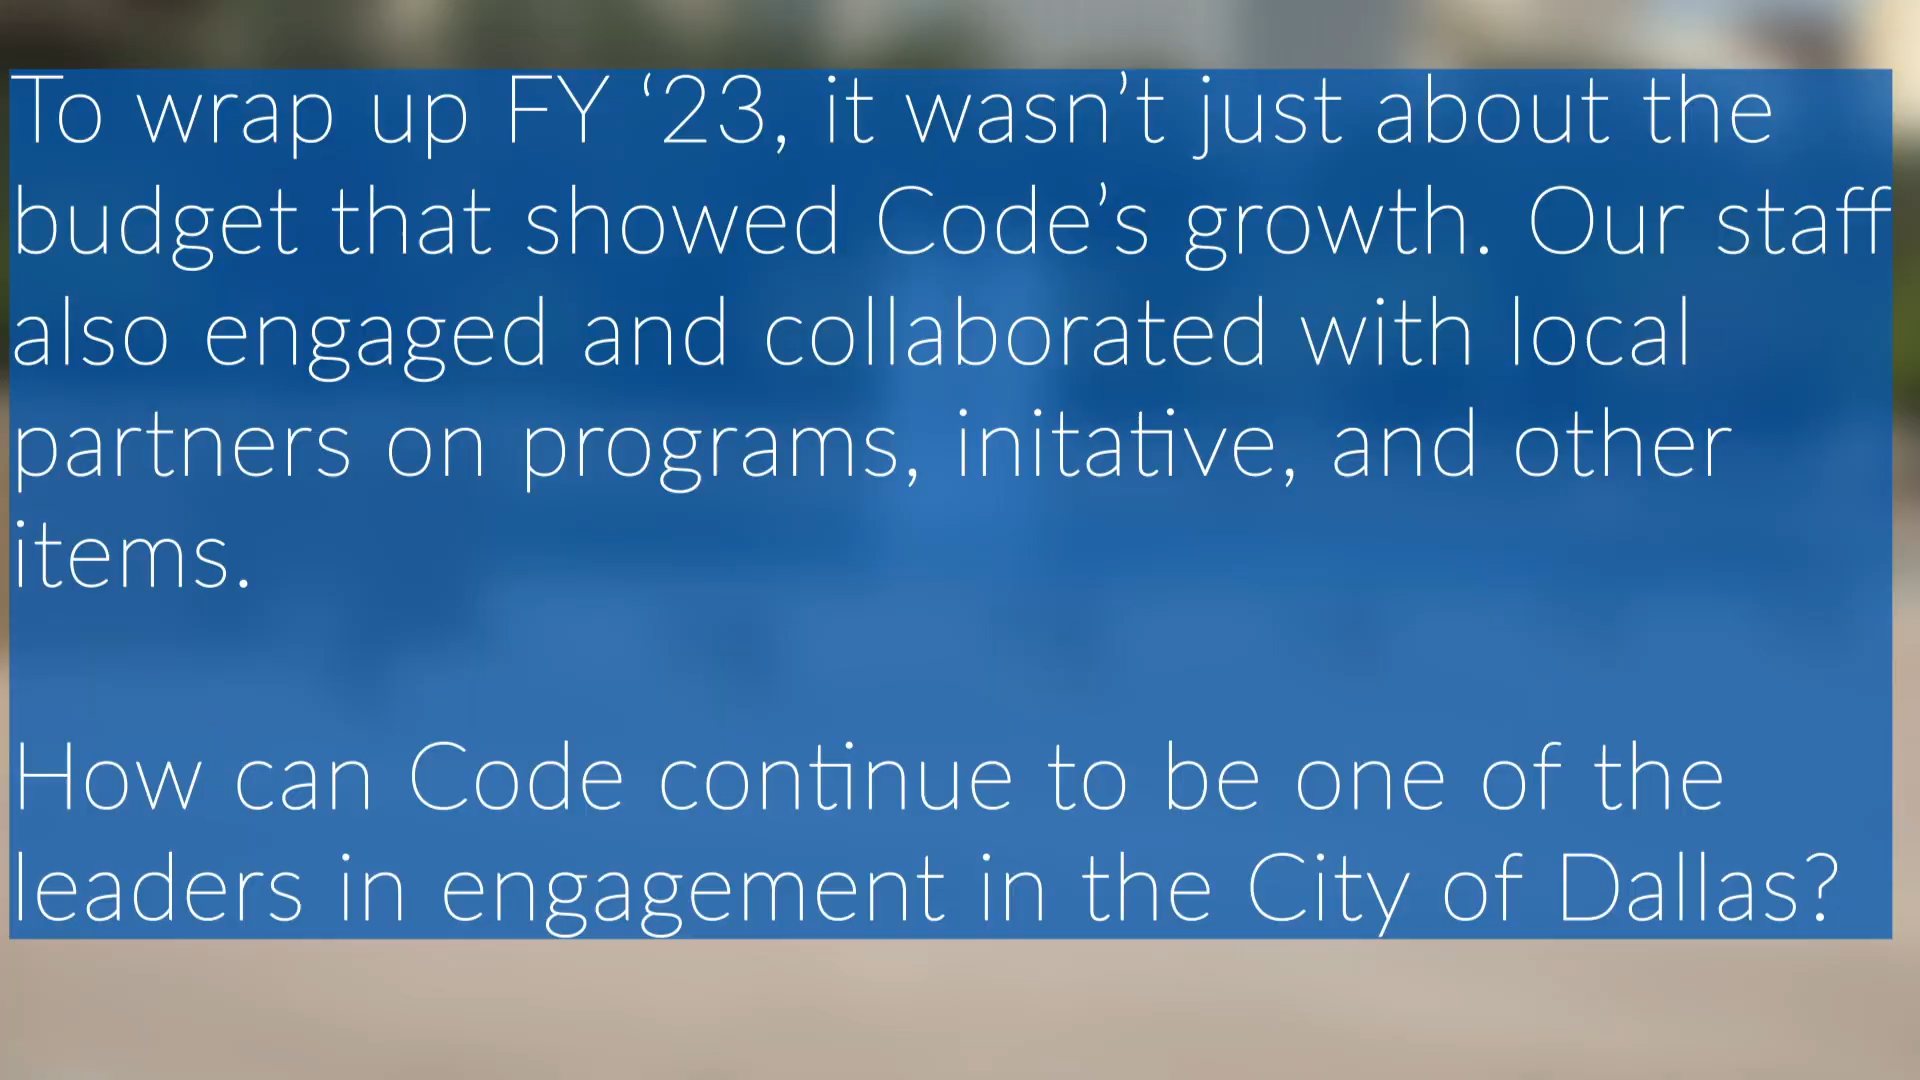 To wrap up FY ‘23, it wasn’t just about the
budget that showed Code’s growth. Our staff
also engaged and collaborated with local
partners on programs, initative, and other
items.
How can Code continue to be one of the
leaders in engagement in the City of Dallas?